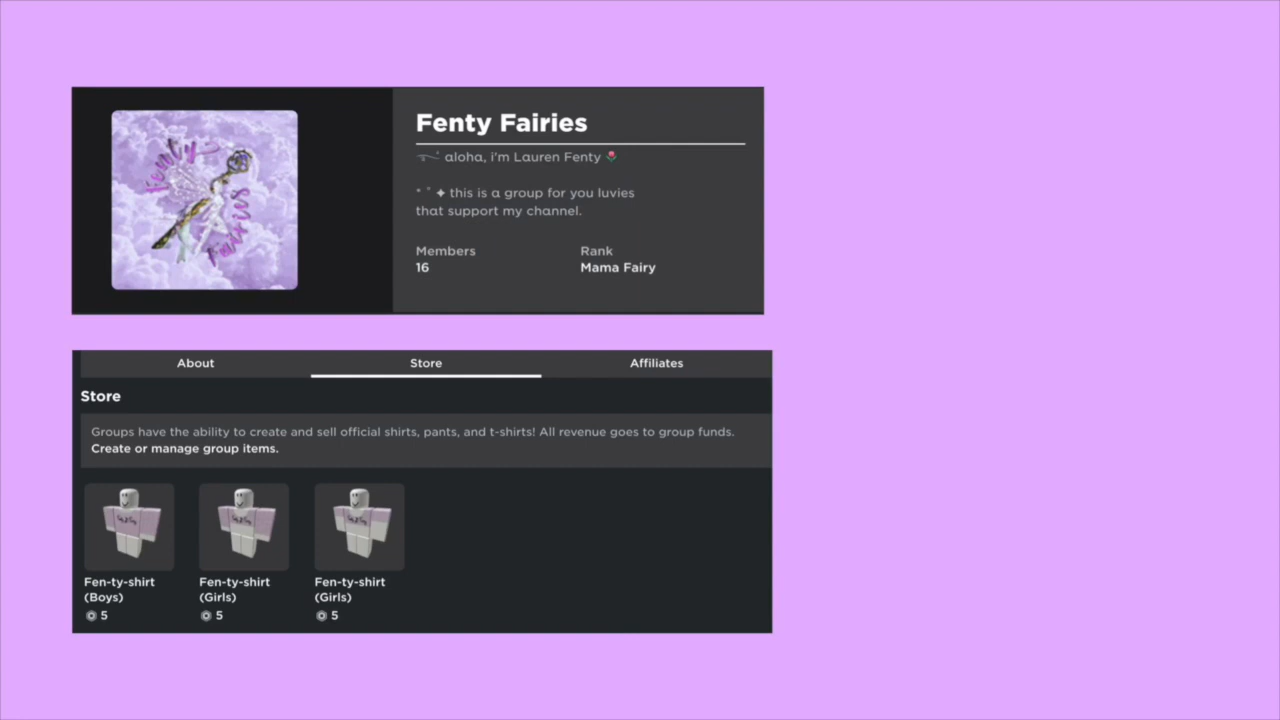 Fenty
Fairies
Fenty Fairies
aloha, i'm Lauren Fenty 🌷
* ˚ ✦ this is a group for you luvies
that support my channel.
Members
Rank
16
Mama Fairy
About
Store
Affiliates
Store
Groups have the ability to create and sell official shirts, pants, and t-shirts! All revenue goes to group funds.
Create or manage group items.
Fen-ty-shirt
(Boys)
5
Fen-ty-shirt
(Girls)
5
Fen-ty-shirt
(Girls)
5